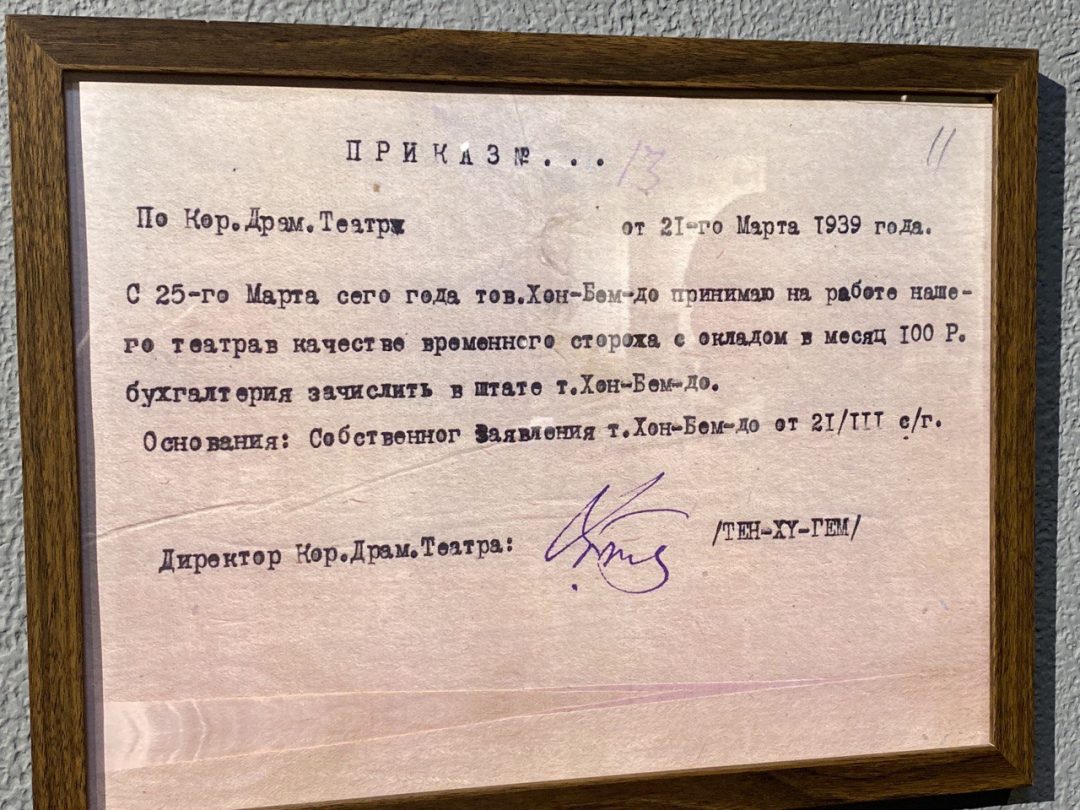 ПРИКАЗ №... 13
11
По Кор.Драм.Театру от 21-го Марта 1939 года.
С 25-го Марта сего года тов.Хон-Бем-до принимаю на работе наше-
го театрав качестве временного сторожа с окладом в месяц 100 Р.
бухгалтерия зачислить в штате т.Хон-Бем-до.
Основания: Собственног Заявления т.Хон-Бем-до от 21/III с/г.
Директор Кор.Драм.Театра: /ТЕН-ХУ-ГЕМ/